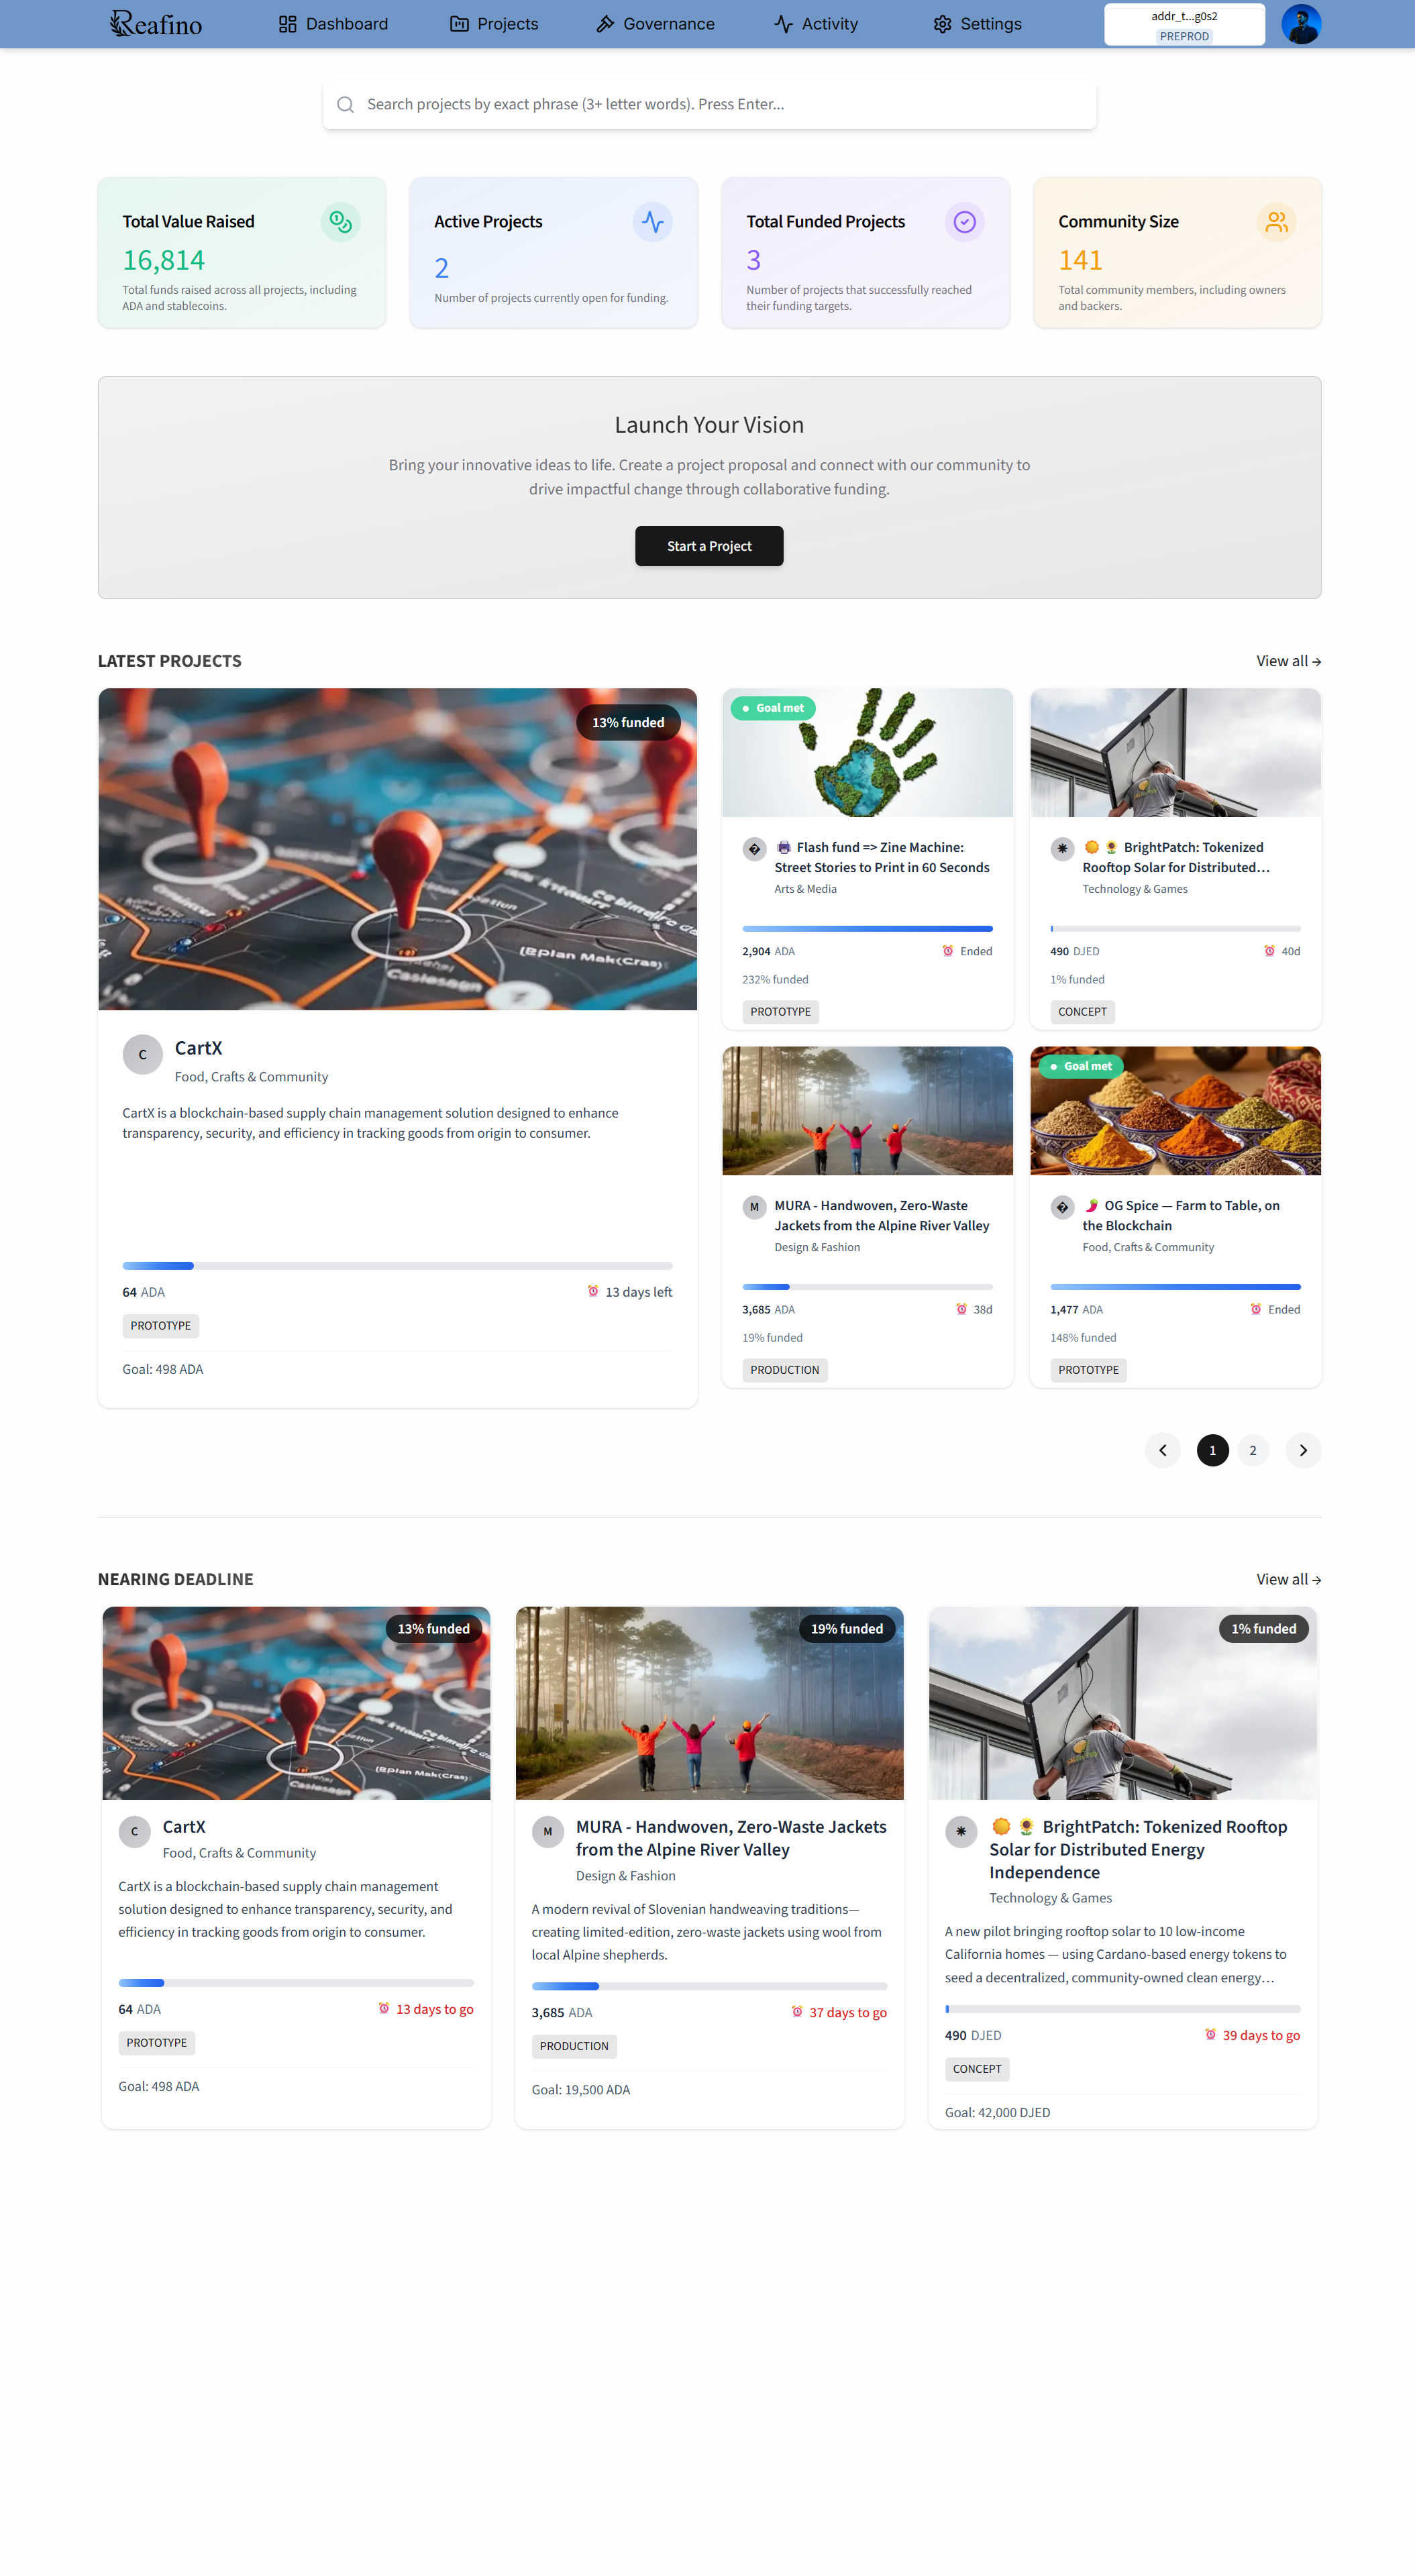 Reafino
Dashboard
Projects
Governance
Activity
Settings
addr_t...g0s2
PREPROD
Search projects by exact phrase (3+ letter words). Press Enter...
Total Value Raised
16,814
Total funds raised across all projects, including
ADA and stablecoins.
Active Projects
2
Number of projects currently open for funding.
Total Funded Projects
3
Number of projects that successfully reached
their funding targets.
Community Size
141
Total community members, including owners
and backers.
Launch Your Vision
Bring your innovative ideas to life. Create a project proposal and connect with our community to
drive impactful change through collaborative funding.
Start a Project
LATEST PROJECTS
View all →
13% funded
C
CartX
Food, Crafts & Community
CartX is a blockchain-based supply chain management solution designed to enhance
transparency, security, and efficiency in tracking goods from origin to consumer.
64 ADA
⏰ 13 days left
PROTOTYPE
Goal: 498 ADA
Goal met
�
🖨️ Flash fund => Zine Machine:
Street Stories to Print in 60 Seconds
Arts & Media
2,904 ADA
⏰ Ended
232% funded
PROTOTYPE
☀
🌼 🌻 BrightPatch: Tokenized
Rooftop Solar for Distributed…
Technology & Games
490 DJED
⏰ 40d
1% funded
CONCEPT
M
MURA - Handwoven, Zero-Waste
Jackets from the Alpine River Valley
Design & Fashion
3,685 ADA
⏰ 38d
19% funded
PRODUCTION
Goal met
�
🌶️ OG Spice — Farm to Table, on
the Blockchain
Food, Crafts & Community
1,477 ADA
⏰ Ended
148% funded
PROTOTYPE
1
2
NEARING DEADLINE
View all →
13% funded
C
CartX
Food, Crafts & Community
CartX is a blockchain-based supply chain management
solution designed to enhance transparency, security, and
efficiency in tracking goods from origin to consumer.
64 ADA
⏰ 13 days to go
PROTOTYPE
Goal: 498 ADA
19% funded
M
MURA - Handwoven, Zero-Waste Jackets
from the Alpine River Valley
Design & Fashion
A modern revival of Slovenian handweaving traditions—
creating limited-edition, zero-waste jackets using wool from
local Alpine shepherds.
3,685 ADA
⏰ 37 days to go
PRODUCTION
Goal: 19,500 ADA
1% funded
☀
🌼 🌻 BrightPatch: Tokenized Rooftop
Solar for Distributed Energy
Independence
Technology & Games
A new pilot bringing rooftop solar to 10 low-income
California homes — using Cardano-based energy tokens to
seed a decentralized, community-owned clean energy…
490 DJED
⏰ 39 days to go
CONCEPT
Goal: 42,000 DJED